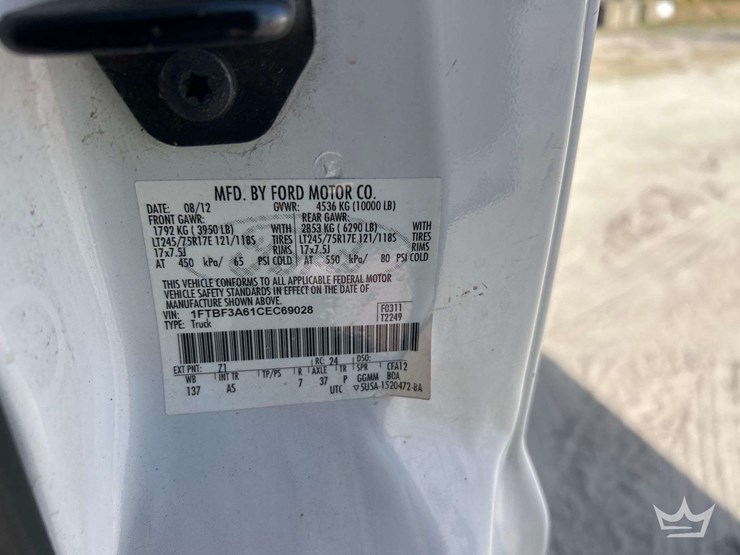 MFD. BY FORD MOTOR CO.
DATE: 08/12 GVWR: 4536 KG (10000 LB)
FRONT GAWR: REAR GAWR:
1792 KG ( 3950 LB) WITH 2853 KG ( 6290 LB) WITH
LT245/75R17E 121/118S TIRES LT245/75R17E 121/118S TIRES
17x7.5J RIMS 17x7.5J RIMS
AT 450 kPa/ 65 PSI COLD AT 550 kPa/ 80 PSI COLD
THIS VEHICLE CONFORMS TO ALL APPLICABLE FEDERAL MOTOR
VEHICLE SAFETY STANDARDS IN EFFECT ON THE DATE OF
MANUFACTURE SHOWN ABOVE.
VIN: 1FTBF3A61CEC69028 F0311
TYPE: Truck T2249
EXT PNT: Z1 RC: 24 DSO:
WB INT TR TP/PS R AXLE TR SPR CFA12
137 AS 7 37 P GGMM BOA
UTC ▽5U5A-1520472-BA